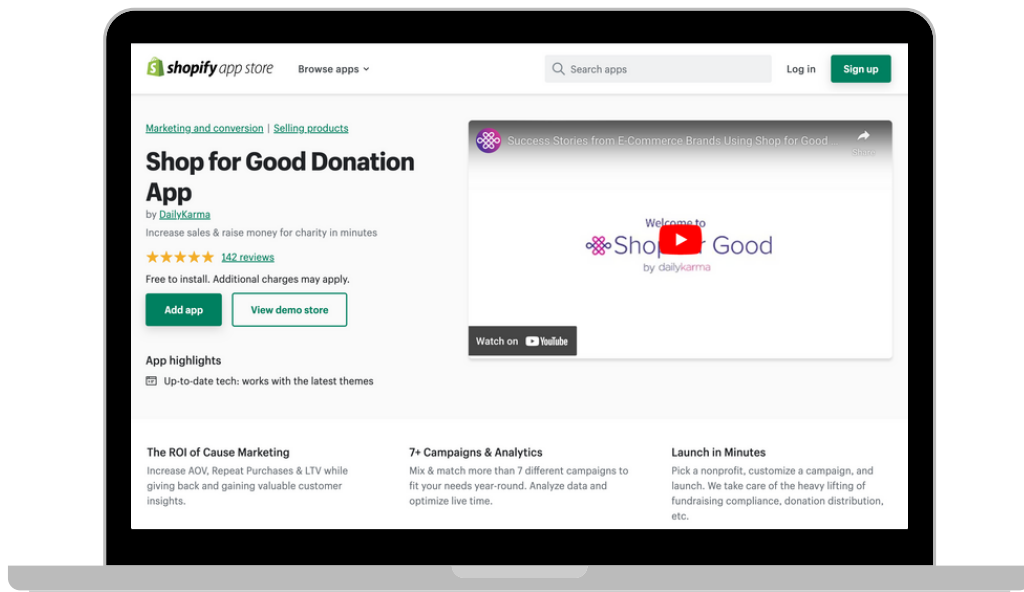 shopify app store
Browse apps
Search apps
Log in
Sign up
Marketing and conversion | Selling products
Shop for Good Donation
App
by DailyKarma
Increase sales & raise money for charity in minutes
142 reviews
Free to install. Additional charges may apply.
Add app
View demo store
App highlights
Up-to-date tech: works with the latest themes
Success Stories from E-Commerce Brands Using Shop for Good
Share
Welcome to
Shop for Good
by dailykarma
Watch on YouTube
The ROI of Cause Marketing
Increase AOV, Repeat Purchases & LTV while
giving back and gaining valuable customer
insights.
7+ Campaigns & Analytics
Mix & match more than 7 different campaigns to
fit your needs year-round. Analyze data and
optimize live time.
Launch in Minutes
Pick a nonprofit, customize a campaign, and
launch. We take care of the heavy lifting of
fundraising compliance, donation distribution,
etc.